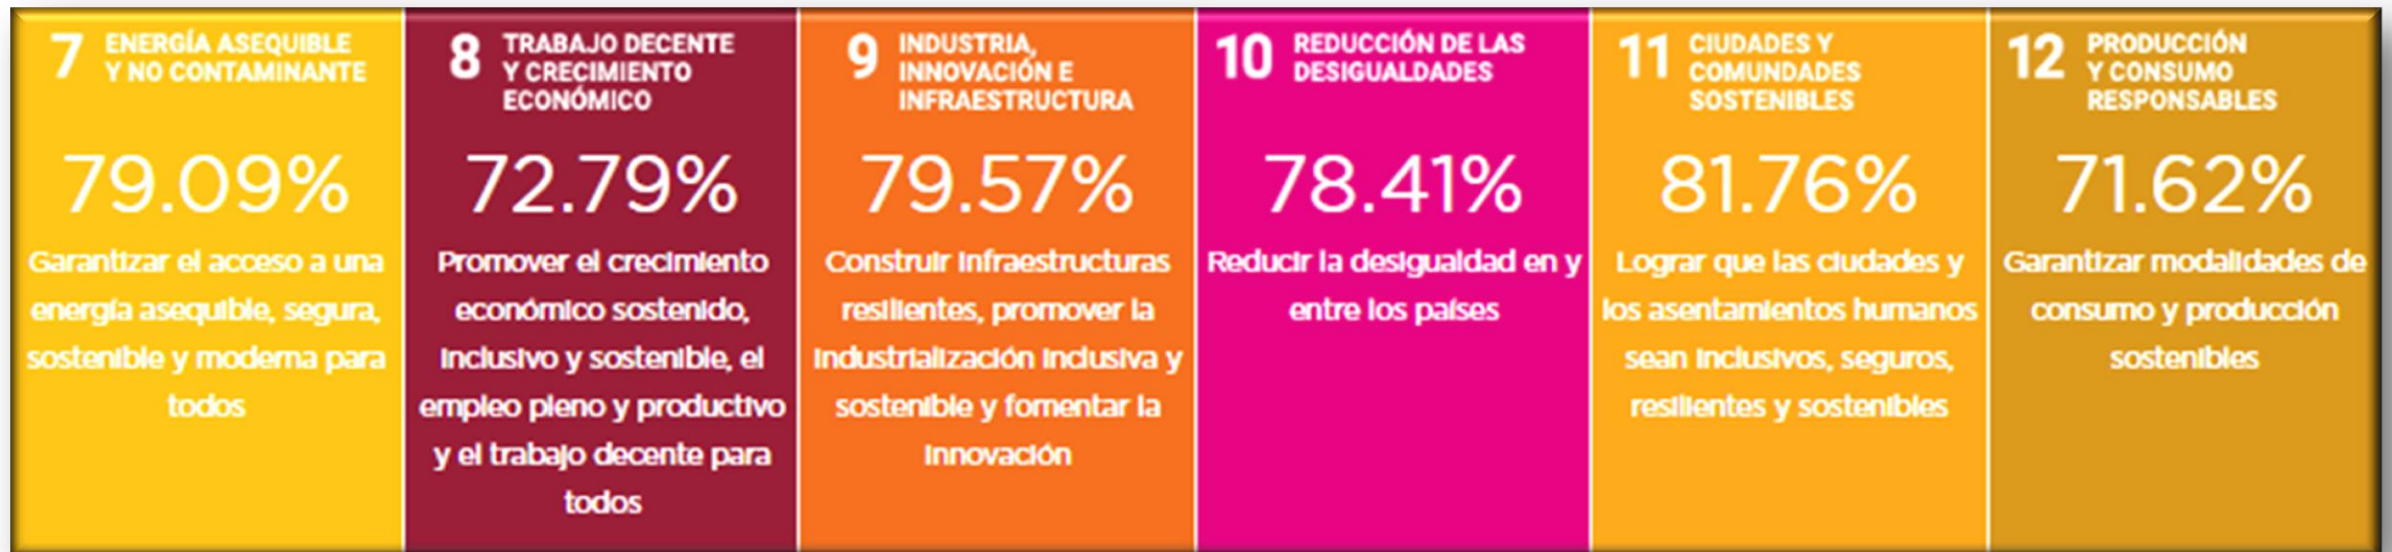 7 ENERGÍA ASEQUIBLE
Y NO CONTAMINANTE
79.09%
Garantizar el acceso a una
energía asequible, segura,
sostenible y moderna para
todos
8 TRABAJO DECENTE
Y CRECIMIENTO
ECONÓMICO
72.79%
Promover el crecimiento
económico sostenido,
inclusivo y sostenible, el
empleo pleno y productivo
y el trabajo decente para
todos
9 INDUSTRIA,
INNOVACIÓN E
INFRAESTRUCTURA
79.57%
Construir infraestructuras
resilientes, promover la
industrialización inclusiva y
sostenible y fomentar la
innovación
10 REDUCCIÓN DE LAS
DESIGUALDADES
78.41%
Reducir la desigualdad en y
entre los países
11 CIUDADES Y
COMUNDADES
SOSTENIBLES
81.76%
Lograr que las ciudades y
los asentamientos humanos
sean inclusivos, seguros,
resilientes y sostenibles
12 PRODUCCIÓN
Y CONSUMO
RESPONSABLES
71.62%
Garantizar modalidades de
consumo y producción
sostenibles